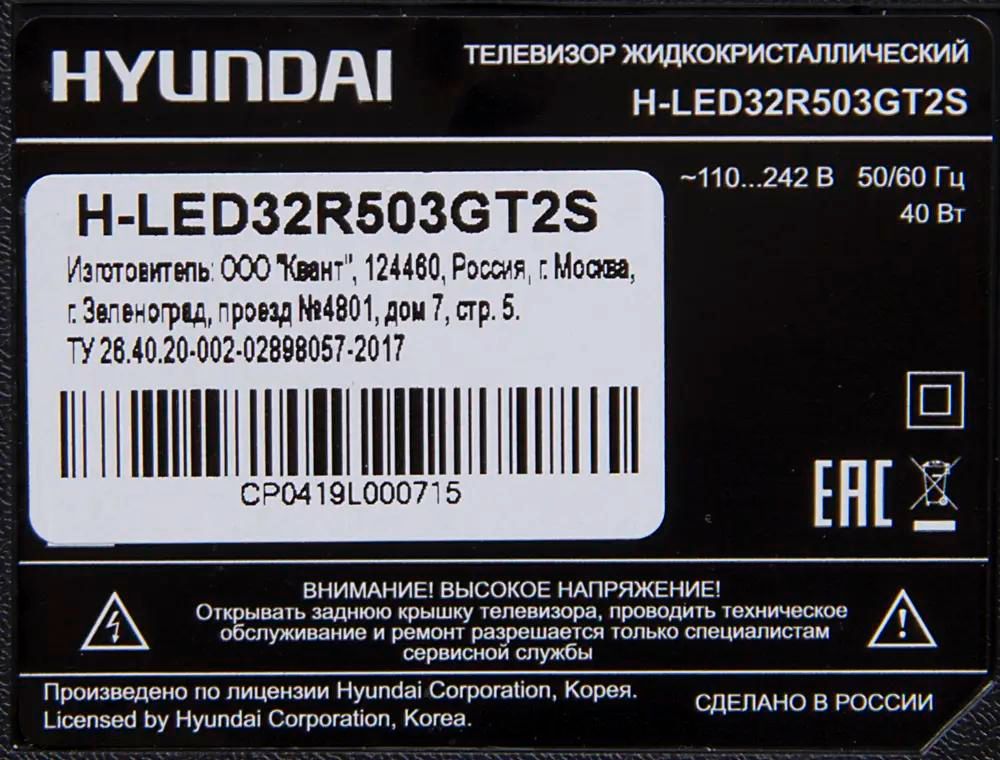 HYUNDAI
ТЕЛЕВИЗОР ЖИДКОКРИСТАЛЛИЧЕСКИЙ
H-LED32R503GT2S
~110...242 В 50/60 Гц
40 Вт
H-LED32R503GT2S
Изготовитель: ООО "Квант", 124460, Россия, г. Москва,
г. Зеленоград, проезд №4801, дом 7, стр. 5.
ТУ 26.40.20-002-02898057-2017
CP0419L000715
EAC
ВНИМАНИЕ! ВЫСОКОЕ НАПРЯЖЕНИЕ!
Открывать заднюю крышку телевизора, проводить техническое
обслуживание и ремонт разрешается только специалистам
сервисной службы
Произведено по лицензии Hyundai Corporation, Корея.
Licensed by Hyundai Corporation, Korea.
СДЕЛАНО В РОССИИ